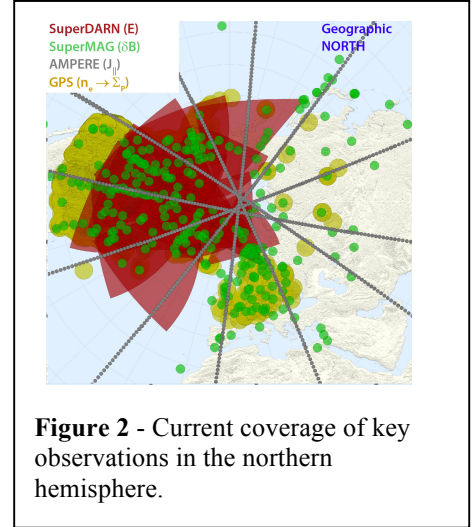 SuperDARN (E)
SuperMAG (δB)
AMPERE (J||)
GPS (ne → ΣP)
Geographic
NORTH
Figure 2 - Current coverage of key
observations in the northern
hemisphere.